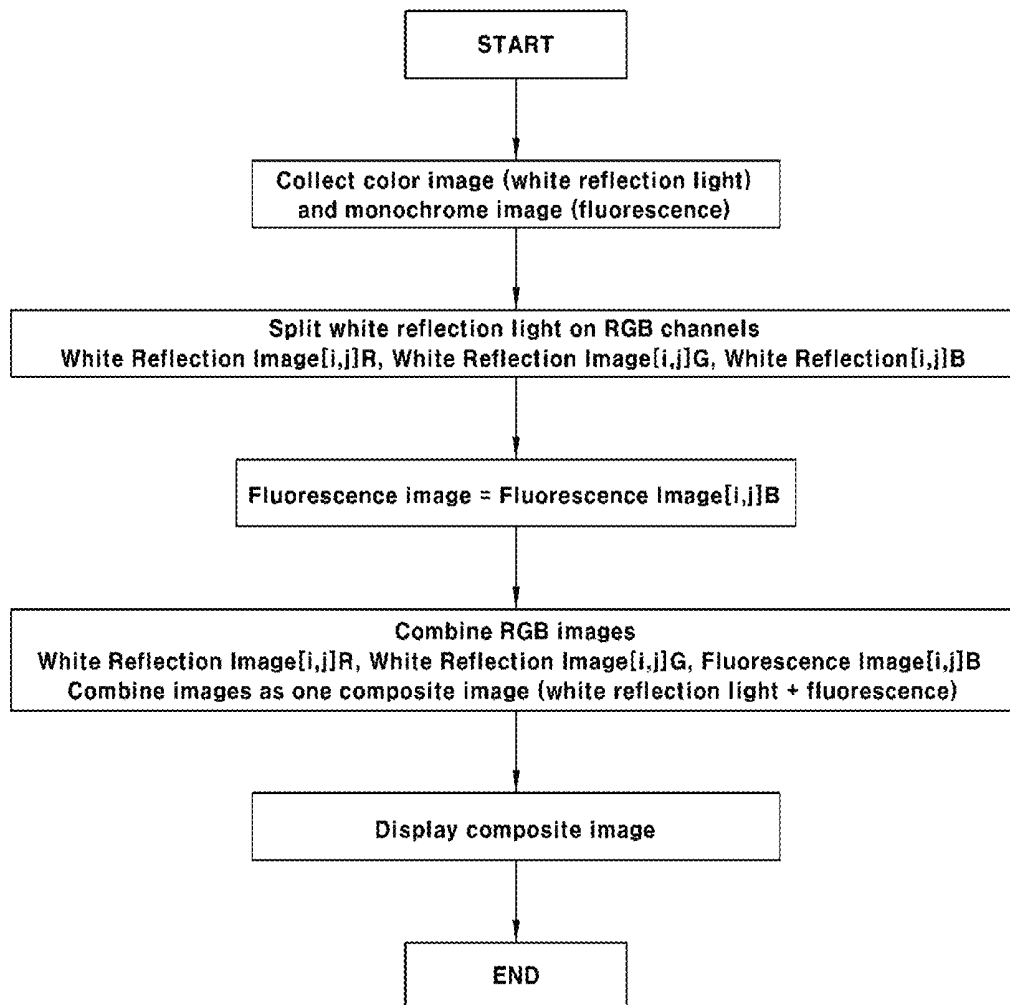 START
Collect color image (white reflection light)
and monochrome image (fluorescence)
Split white reflection light on RGB channels
White Reflection Image[i,j]R, White Reflection Image[i,j]G, White Reflection[i,j]B
Fluorescence image = Fluorescence Image[i,j]B
Combine RGB images
White Reflection Image[i,j]R, White Reflection Image[i,j]G, Fluorescence Image[i,j]B
Combine images as one composite image (white reflection light + fluorescence)
Display composite image
END